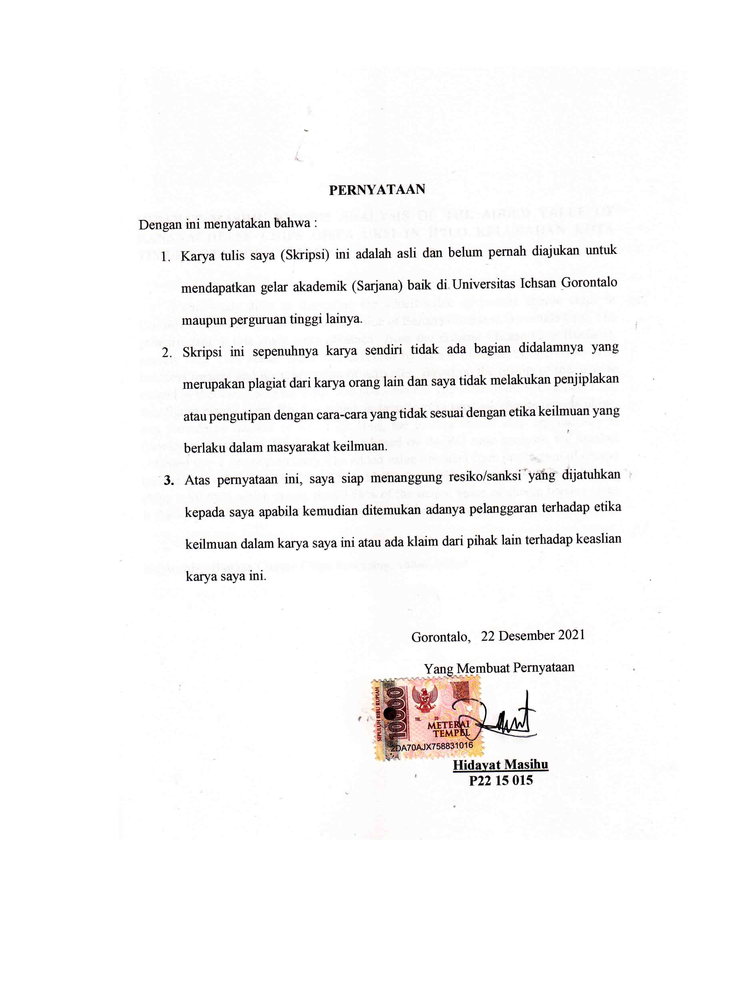 PERNYATAAN
Dengan ini menyatakan bahwa :
1. Karya tulis saya (Skripsi) ini adalah asli dan belum pernah diajukan untuk
mendapatkan gelar akademik (Sarjana) baik di Universitas Ichsan Gorontalo
maupun perguruan tinggi lainya.
2. Skripsi ini sepenuhnya karya sendiri tidak ada bagian didalamnya yang
merupakan plagiat dari karya orang lain dan saya tidak melakukan penjiplakan
atau pengutipan dengan cara-cara yang tidak sesuai dengan etika keilmuan yang
berlaku dalam masyarakat keilmuan.
3. Atas pernyataan ini, saya siap menanggung resiko/sanksi yang dijatuhkan
kepada saya apabila kemudian ditemukan adanya pelanggaran terhadap etika
keilmuan dalam karya saya ini atau ada klaim dari pihak lain terhadap keaslian
karya saya ini.
Gorontalo, 22 Desember 2021
Yang Membuat Pernyataan
SEPULUH RIBU RUPIAH
10000
TGL. 20
METERAI
TEMPEL
2DA70AJX758831016
Hidayat Masihu
P22 15 015